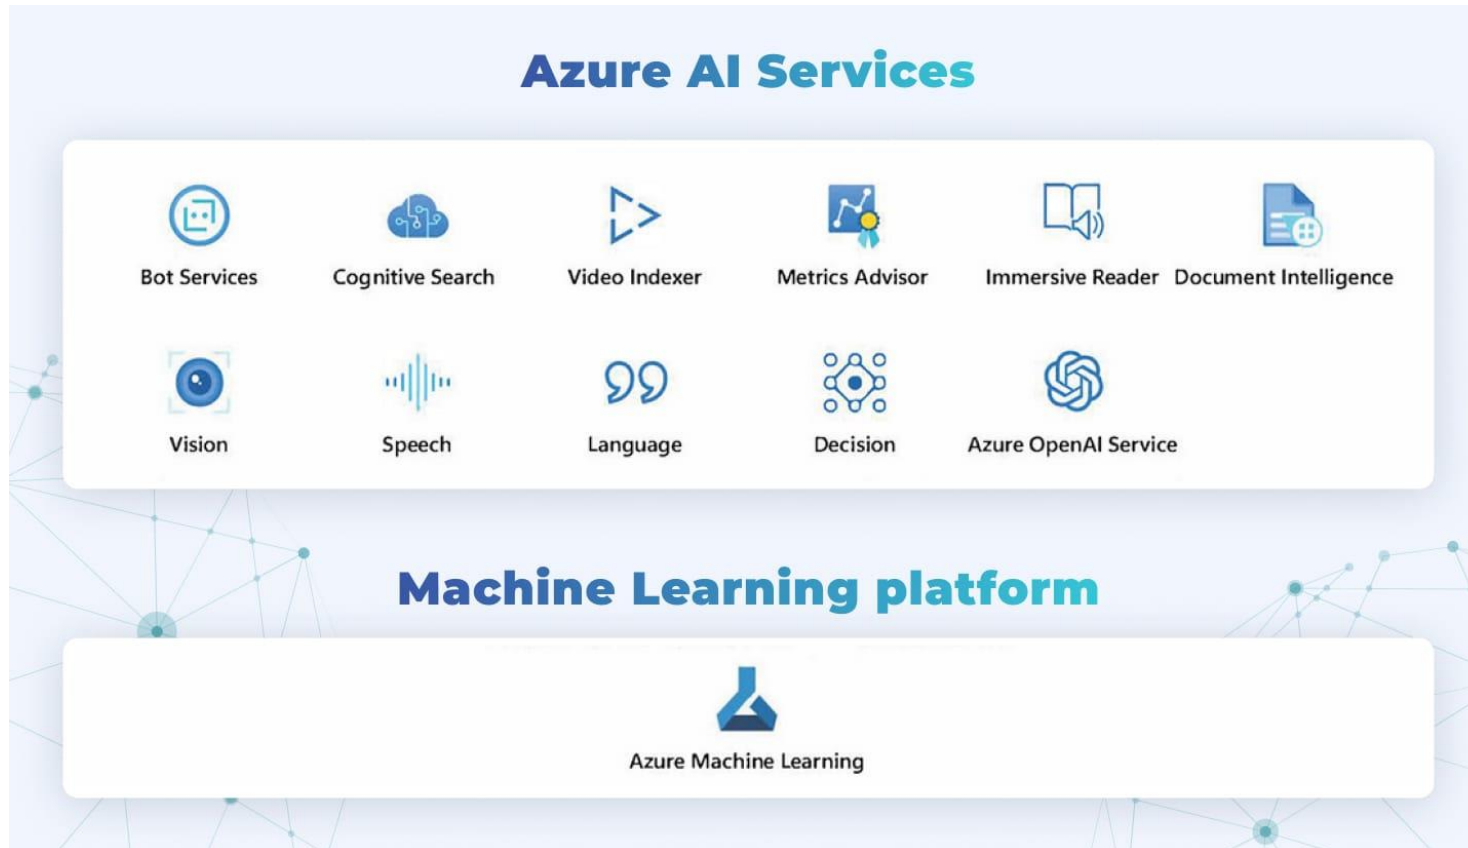 Azure AI Services
Bot Services
Cognitive Search
Video Indexer
Metrics Advisor
Immersive Reader
Document Intelligence
Vision
Speech
Language
Decision
Azure OpenAI Service
Machine Learning platform
Azure Machine Learning